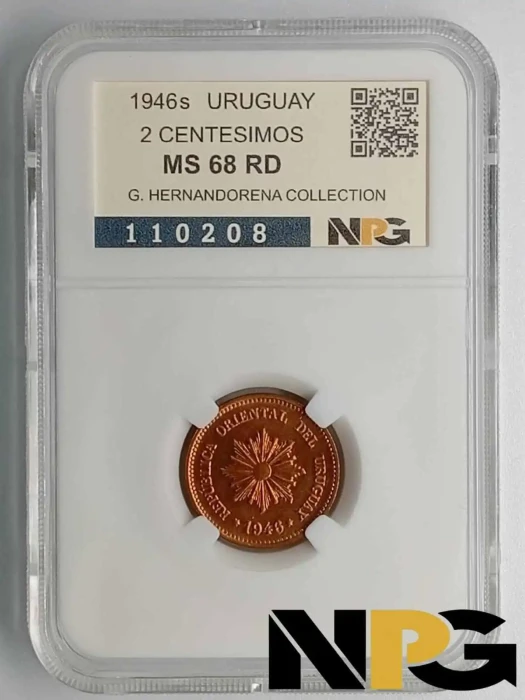 1946s URUGUAY
2 CENTESIMOS
MS 68 RD
G. HERNANDORENA COLLECTION
110208 NPG
REPUBLICA ORIENTAL DEL URUGUAY
1946
NPG